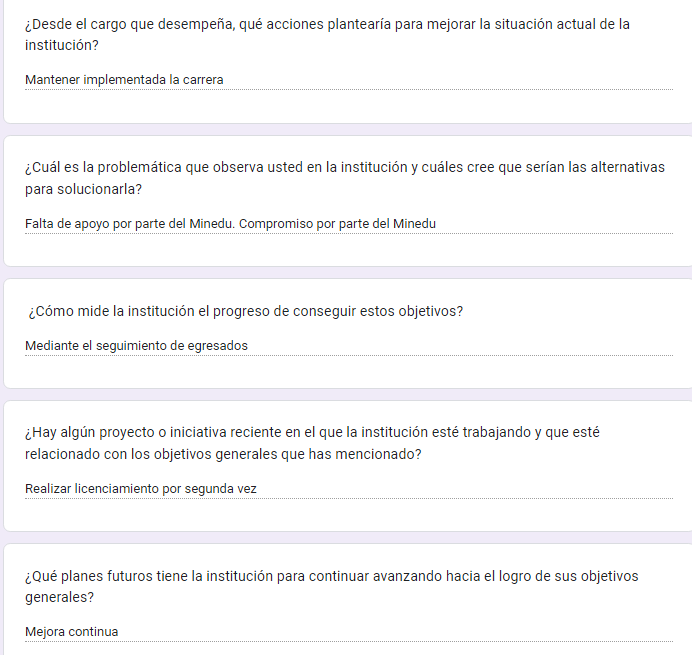 ¿Desde el cargo que desempeña, qué acciones plantearía para mejorar la situación actual de la
institución?
Mantener implementada la carrera
¿Cuál es la problemática que observa usted en la institución y cuáles cree que serían las alternativas
para solucionarla?
Falta de apoyo por parte del Minedu. Compromiso por parte del Minedu
¿Cómo mide la institución el progreso de conseguir estos objetivos?
Mediante el seguimiento de egresados
¿Hay algún proyecto o iniciativa reciente en el que la institución esté trabajando y que esté
relacionado con los objetivos generales que has mencionado?
Realizar licenciamiento por segunda vez
¿Qué planes futuros tiene la institución para continuar avanzando hacia el logro de sus objetivos
generales?
Mejora continua